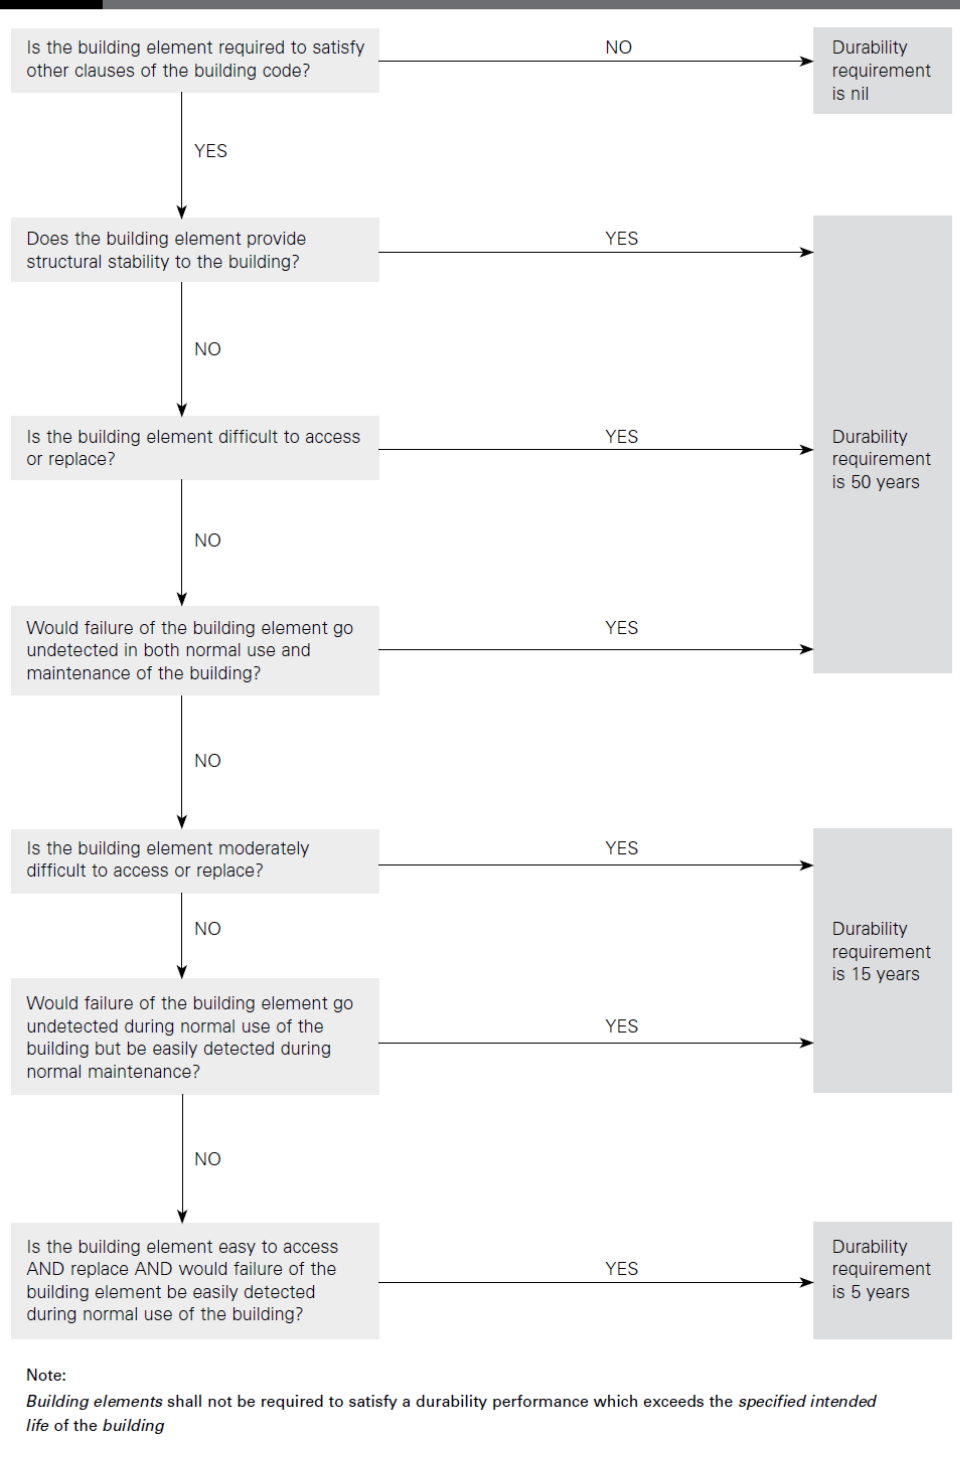 Is the building element required to satisfy
other clauses of the building code?
NO
Durability
requirement
is nil
YES
Does the building element provide
structural stability to the building?
YES
NO
Is the building element difficult to access
or replace?
YES
Durability
requirement
is 50 years
NO
Would failure of the building element go
undetected in both normal use and
maintenance of the building?
YES
NO
Is the building element moderately
difficult to access or replace?
YES
NO
Durability
requirement
is 15 years
Would failure of the building element go
undetected during normal use of the
building but be easily detected during
normal maintenance?
YES
NO
Is the building element easy to access
AND replace AND would failure of the
building element be easily detected
during normal use of the building?
YES
Durability
requirement
is 5 years
Note:
Building elements shall not be required to satisfy a durability performance which exceeds the specified intended
life of the building